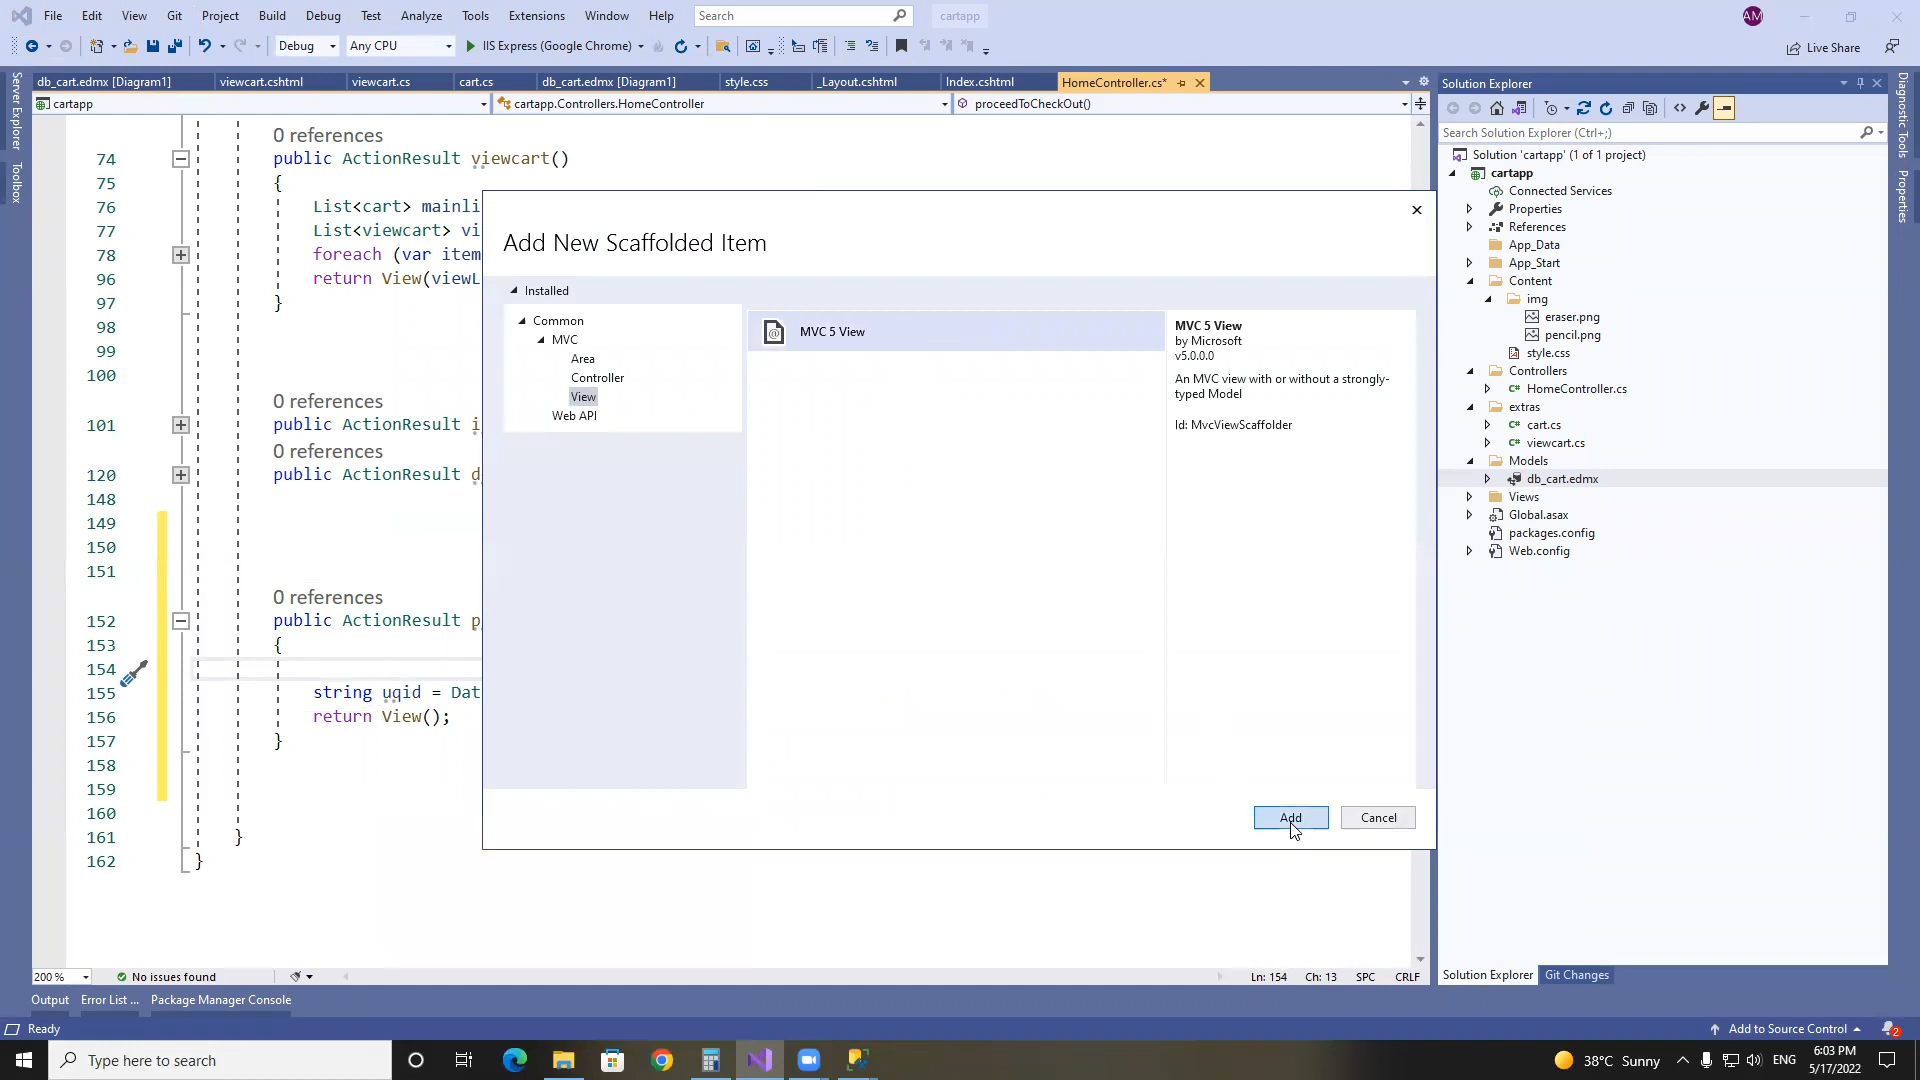 File Edit View Git Project Build Debug Test Analyze Tools Extensions Window Help Search cartapp AM
Debug Any CPU IIS Express (Google Chrome) Live Share
db_cart.edmx [Diagram1] viewcart.cshtml viewcart.cs cart.cs db_cart.edmx [Diagram1] style.css _Layout.cshtml Index.cshtml HomeController.cs*
cartapp cartapp.Controllers.HomeController proceedToCheckOut()
Server Explorer
Toolbox
0 references
74 public ActionResult viewcart()
75 {
76 List<cart> mainli
77 List<viewcart> vi
78 foreach (var item
96 return View(viewL
97 }
98
99
100
0 references
101 public ActionResult i
0 references
120 public ActionResult d
148
149
150
151
0 references
152 public ActionResult p
153 {
154
155 string uqid = Dat
156 return View();
157 }
158
159
160
161 }
162 }
Add New Scaffolded Item
Installed
Common
MVC
Area
Controller
View
Web API
MVC 5 View
MVC 5 View
by Microsoft
v5.0.0.0
An MVC view with or without a strongly-
typed Model
Id: MvcViewScaffolder
Add Cancel
200 % No issues found Ln: 154 Ch: 13 SPC CRLF
Output Error List ... Package Manager Console
Solution Explorer
Search Solution Explorer (Ctrl+;)
Solution 'cartapp' (1 of 1 project)
cartapp
Connected Services
Properties
References
App_Data
App_Start
Content
img
eraser.png
pencil.png
style.css
Controllers
HomeController.cs
extras
cart.cs
viewcart.cs
Models
db_cart.edmx
Views
Global.asax
packages.config
Web.config
Solution Explorer Git Changes
Diagnostic Tools
Properties
Ready Add to Source Control 2
Type here to search 38°C Sunny ENG 6:03 PM
5/17/2022